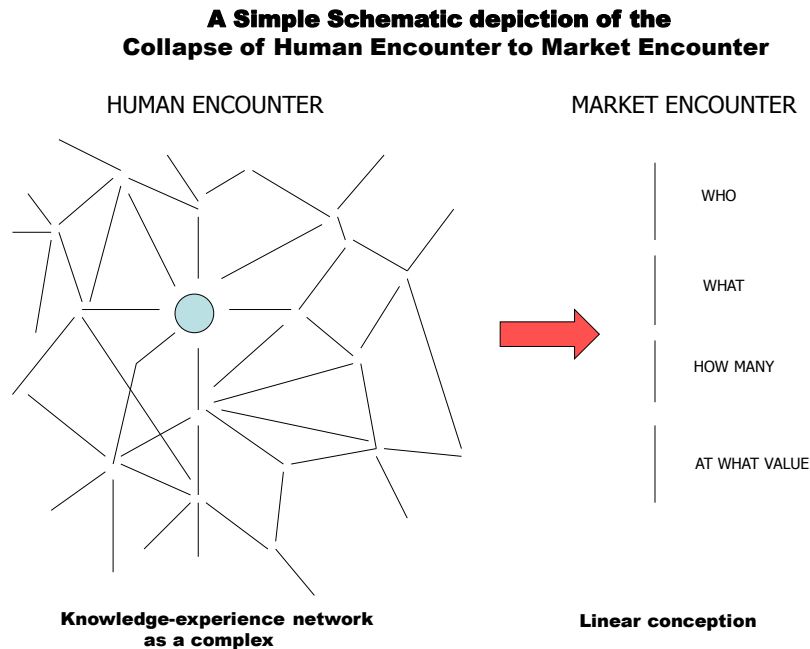 A Simple Schematic depiction of the
Collapse of Human Encounter to Market Encounter
HUMAN ENCOUNTER
MARKET ENCOUNTER
WHO
WHAT
HOW MANY
AT WHAT VALUE
Knowledge-experience network
as a complex
Linear conception